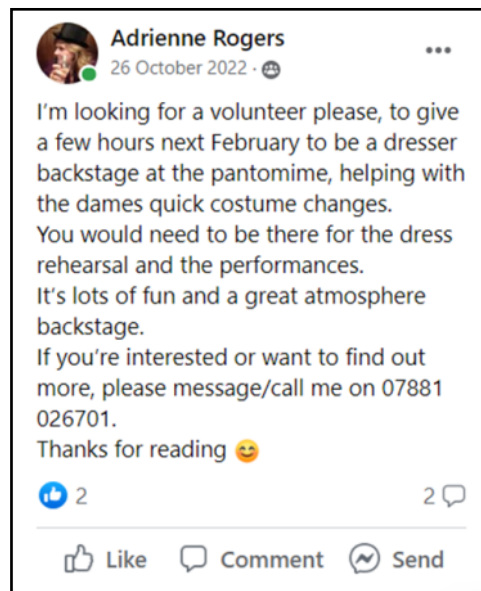 Adrienne Rogers
26 October 2022 ·
I'm looking for a volunteer please, to give
a few hours next February to be a dresser
backstage at the pantomime, helping with
the dames quick costume changes.
You would need to be there for the dress
rehearsal and the performances.
It's lots of fun and a great atmosphere
backstage.
If you're interested or want to find out
more, please message/call me on 07881
026701.
Thanks for reading 😊
2 2
Like Comment Send